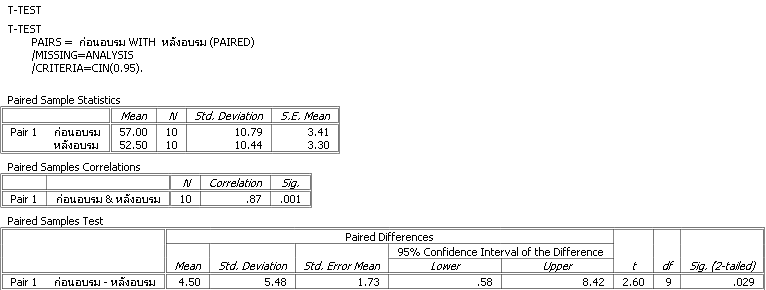 T-TEST
T-TEST
PAIRS = ก่อนอบรม WITH หลังอบรม (PAIRED)
/MISSING=ANALYSIS
/CRITERIA=CIN(0.95).
Paired Sample Statistics
Mean N Std. Deviation S.E. Mean
Pair 1 ก่อนอบรม 57.00 10 10.79 3.41
หลังอบรม 52.50 10 10.44 3.30
Paired Samples Correlations
N Correlation Sig.
Pair 1 ก่อนอบรม & หลังอบรม 10 .87 .001
Paired Samples Test
Paired Differences
95% Confidence Interval of the Difference
Mean Std. Deviation Std. Error Mean Lower Upper t df Sig. (2-tailed)
Pair 1 ก่อนอบรม - หลังอบรม 4.50 5.48 1.73 .58 8.42 2.60 9 .029